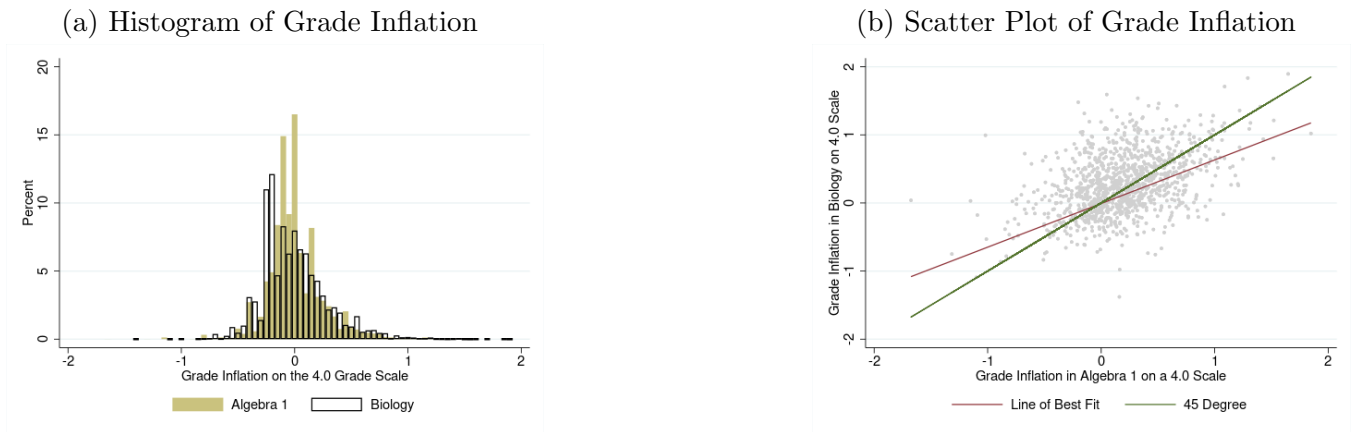 (a) Histogram of Grade Inflation
20
15
10
5
0
Percent
-2
-1
0
1
2
Grade Inflation on the 4.0 Grade Scale
Algebra 1
Biology
(b) Scatter Plot of Grade Inflation
2
1
0
-1
-2
Grade Inflation in Biology on 4.0 Scale
-2
-1
0
1
2
Grade Inflation in Algebra 1 on a 4.0 Scale
Line of Best Fit
45 Degree